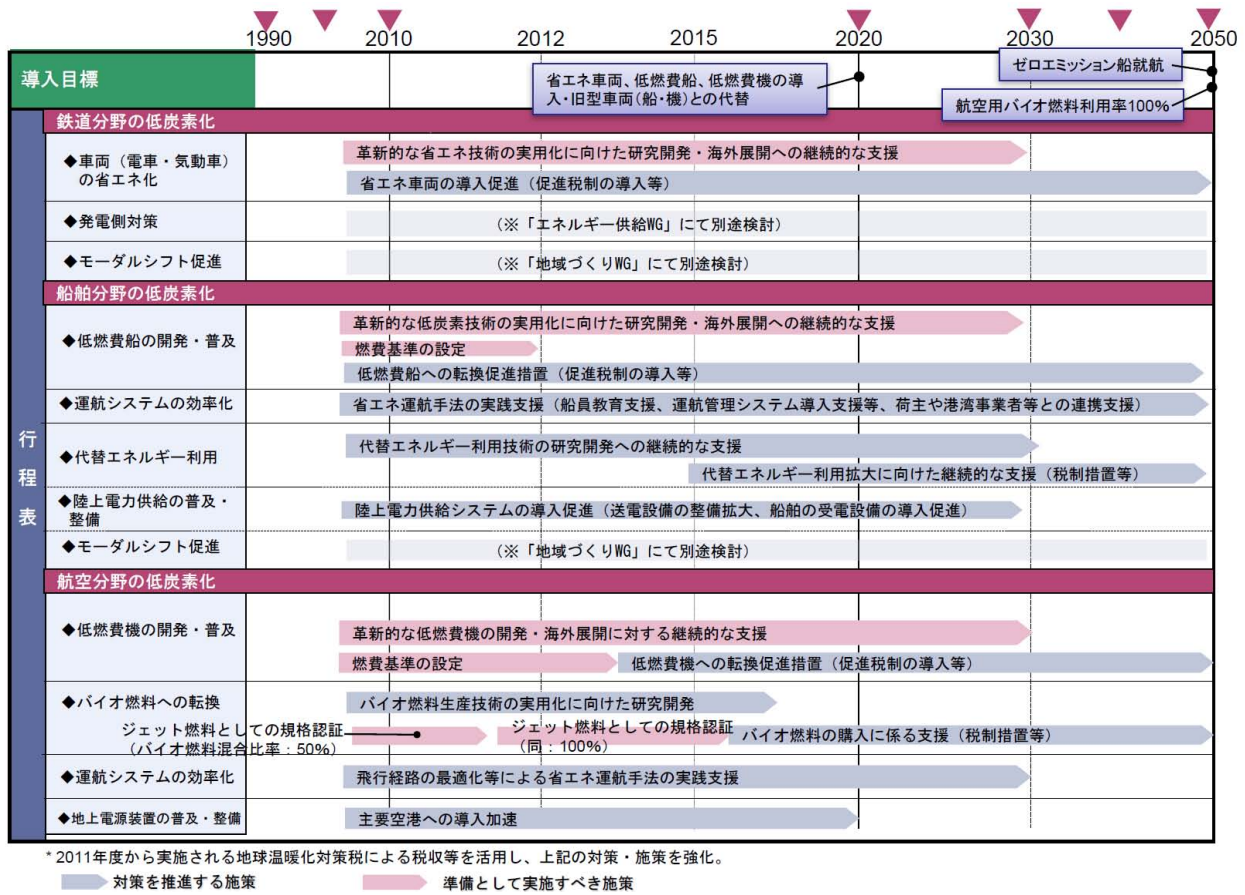 1990 2010 2012 2015 2020 2030 2050
導入目標
省エネ車両、低燃費船、低燃費機の導
入・旧型車両(船・機)との代替
ゼロエミッション船就航
航空用バイオ燃料利用率100%
行程表
鉄道分野の低炭素化
◆車両（電車・気動車）
の省エネ化
革新的な省エネ技術の実用化に向けた研究開発・海外展開への継続的な支援
省エネ車両の導入促進（促進税制の導入等）
◆発電側対策
（※「エネルギー供給WG」にて別途検討）
◆モーダルシフト促進
（※「地域づくりWG」にて別途検討）
船舶分野の低炭素化
◆低燃費船の開発・普及
革新的な低炭素技術の実用化に向けた研究開発・海外展開への継続的な支援
燃費基準の設定
低燃費船への転換促進措置（促進税制の導入等）
◆運航システムの効率化
省エネ運航手法の実践支援（船員教育支援、運航管理システム導入支援等、荷主や港湾事業者等との連携支援）
◆代替エネルギー利用
代替エネルギー利用技術の研究開発への継続的な支援
代替エネルギー利用拡大に向けた継続的な支援（税制措置等）
◆陸上電力供給の普及・
整備
陸上電力供給システムの導入促進（送電設備の整備拡大、船舶の受電設備の導入促進）
◆モーダルシフト促進
（※「地域づくりWG」にて別途検討）
航空分野の低炭素化
◆低燃費機の開発・普及
革新的な低燃費機の開発・海外展開に対する継続的な支援
燃費基準の設定
低燃費機への転換促進措置（促進税制の導入等）
◆バイオ燃料への転換
バイオ燃料生産技術の実用化に向けた研究開発
ジェット燃料としての規格認証
（バイオ燃料混合比率：50%）
ジェット燃料としての規格認証
（同：100%）
バイオ燃料の購入に係る支援（税制措置等）
◆運航システムの効率化
飛行経路の最適化等による省エネ運航手法の実践支援
◆地上電源装置の普及・整備
主要空港への導入加速
* 2011年度から実施される地球温暖化対策税による税収等を活用し、上記の対策・施策を強化。
対策を推進する施策
準備として実施すべき施策